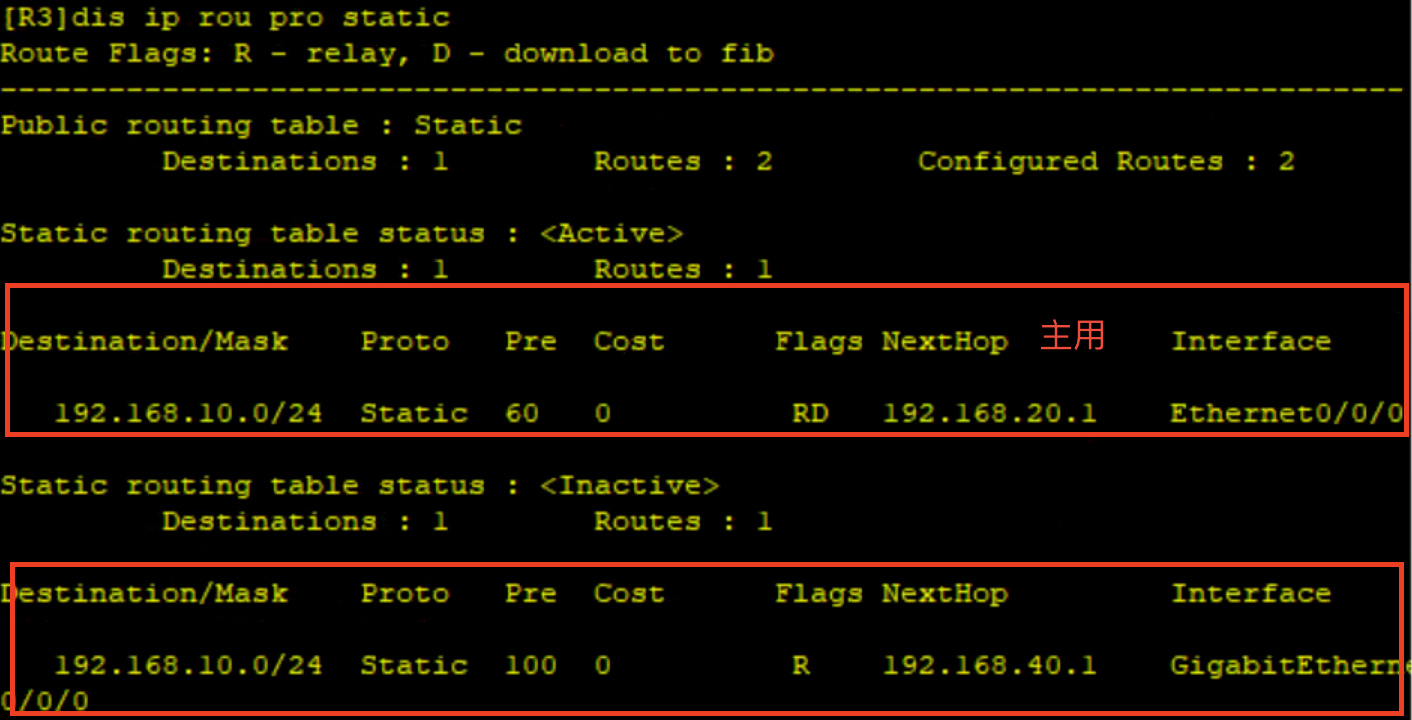 [R3]dis ip rou pro static
Route Flags: R - relay, D - download to fib
------------------------------------------------------------------------------
Public routing table : Static
         Destinations : 1        Routes : 2        Configured Routes : 2
Static routing table status : <Active>
         Destinations : 1        Routes : 1
Destination/Mask    Proto   Pre  Cost      Flags NextHop  主用  Interface
   192.168.10.0/24  Static  60   0          RD   192.168.20.1    Ethernet0/0/0
Static routing table status : <Inactive>
         Destinations : 1        Routes : 1
Destination/Mask    Proto   Pre  Cost      Flags NextHop         Interface
   192.168.10.0/24  Static  100  0          R    192.168.40.1    GigabitEtherne
0/0/0